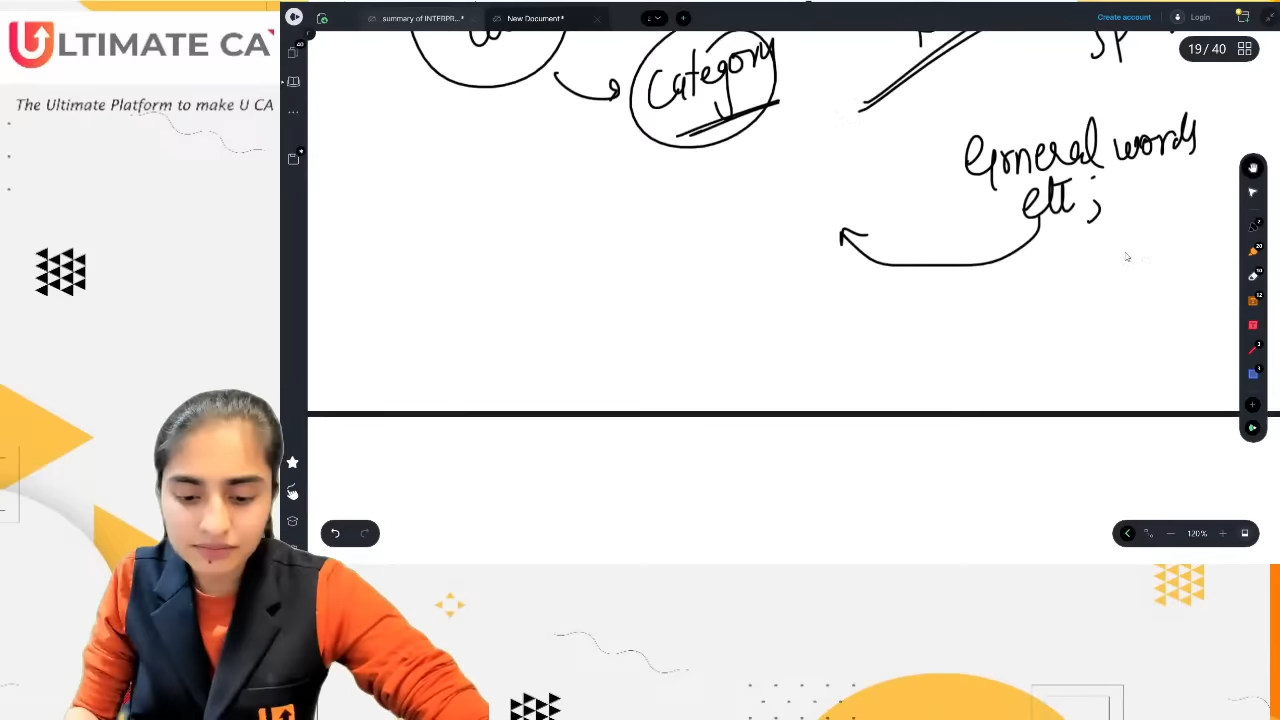 ULTIMATE CA
The Ultimate Platform to make U CA
summary of INTERPR...*
New Document*
Create account
Login
19 / 40
Category
General words
etc;
120%